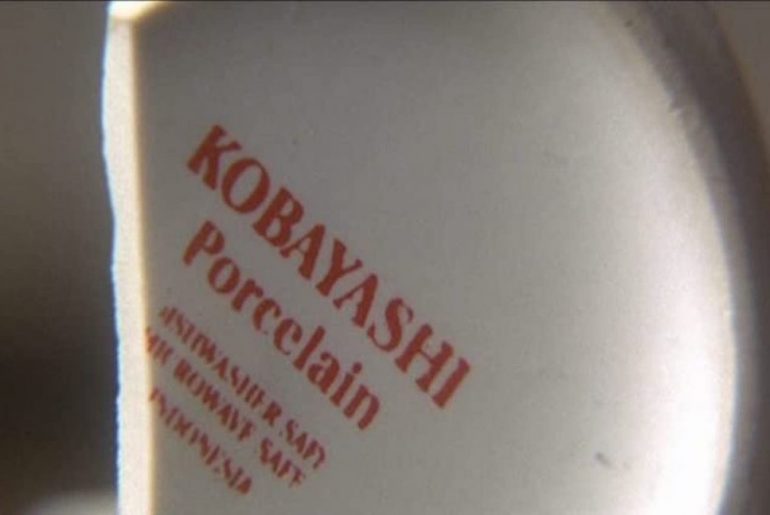 KOBAYASHI
Porcelain
DISHWASHER SAFE
MICROWAVE SAFE
INDONESIA